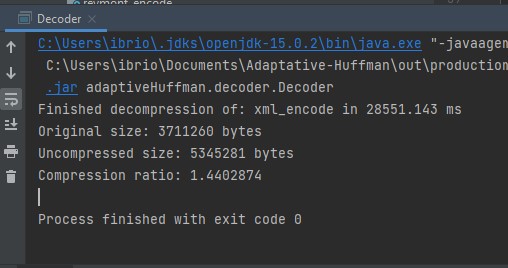 Decoder ×
C:\Users\ibrio\.jdks\openjdk-15.0.2\bin\java.exe "-javaagen
C:\Users\ibrio\Documents\Adaptative-Huffman\out\production
.jar adaptiveHuffman.decoder.Decoder
Finished decompression of: xml_encode in 28551.143 ms
Original size: 3711260 bytes
Uncompressed size: 5345281 bytes
Compression ratio: 1.4402874
Process finished with exit code 0